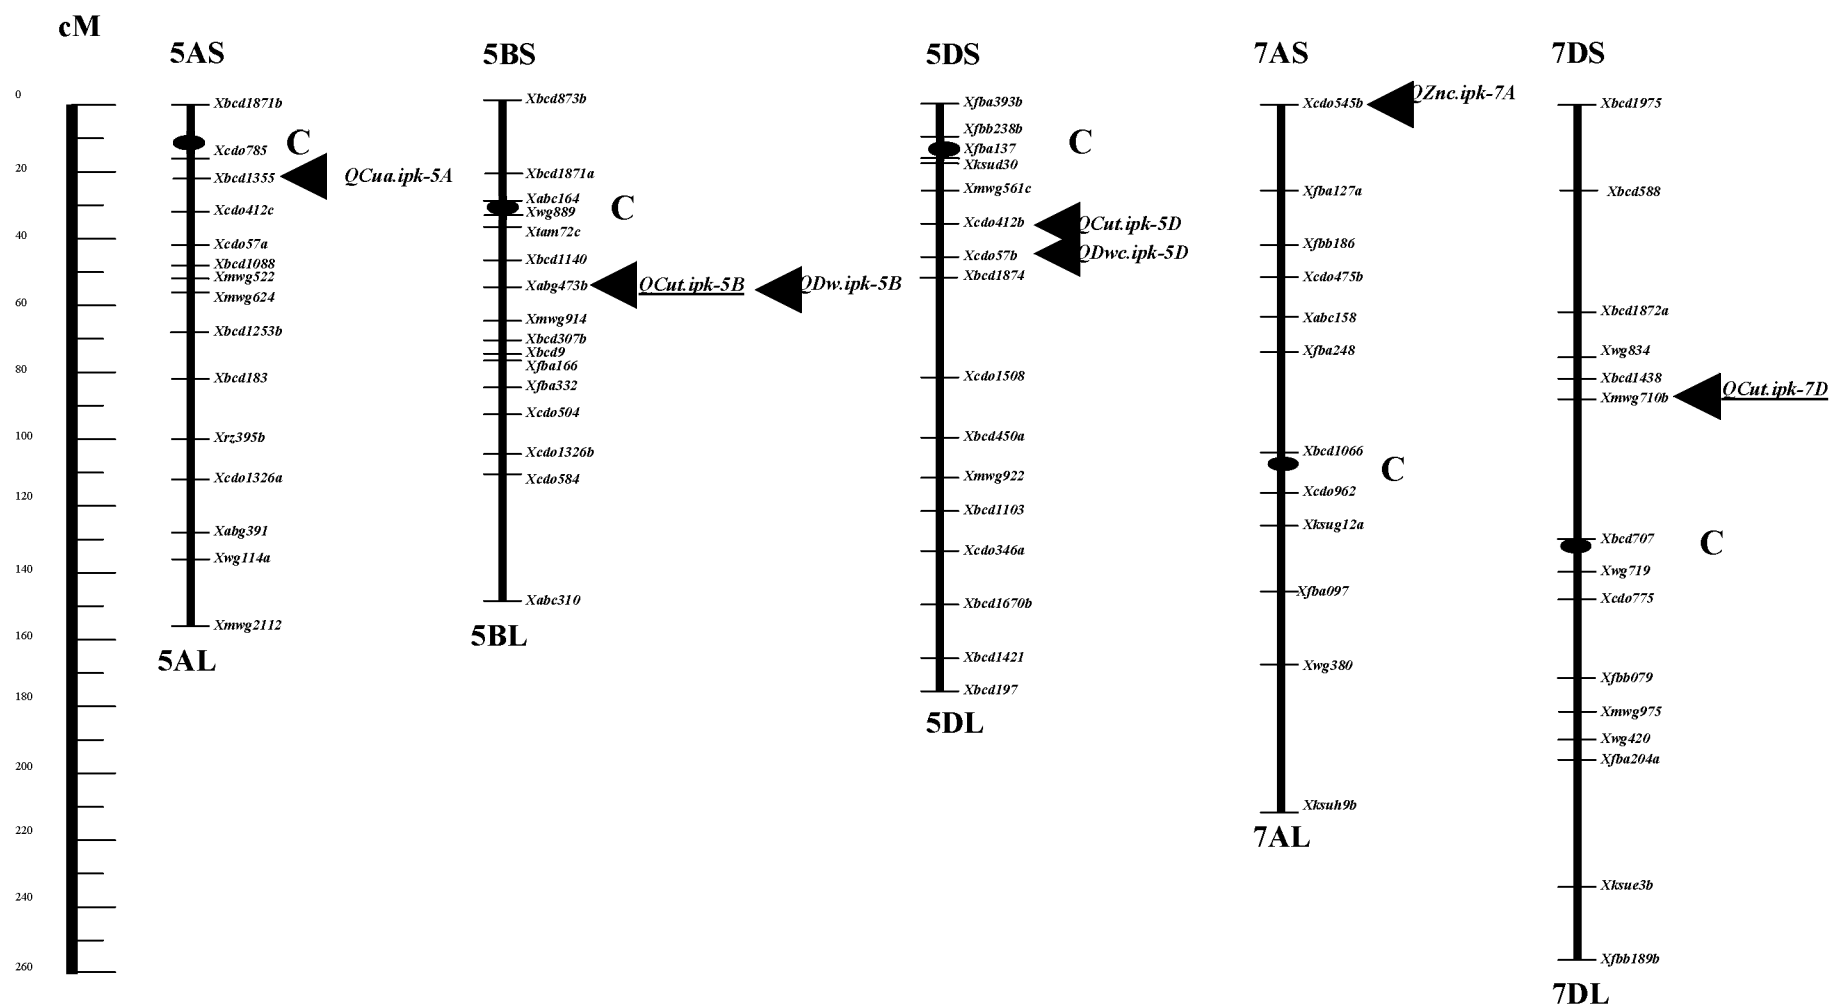 cM
0
20
40
60
80
100
120
140
160
180
200
220
240
260
5AS
Xbcd1871b
C
Xcdo785
Xbcd1355
QCua.ipk-5A
Xcdo412c
Xcdo57a
Xbcd1088
Xmwg522
Xmwg624
Xbcd1253b
Xbcd183
Xrz395b
Xcdo1326a
Xabg391
Xwg114a
Xmwg2112
5AL
5BS
Xbcd873b
Xbcd1871a
Xabc164
C
Xwg889
Xtam72c
Xbcd1140
Xabg473b
QCut.ipk-5B
QDw.ipk-5B
Xmwg914
Xbcd307b
Xbcd9
Xfba166
Xfba332
Xcdo504
Xcdo1326b
Xcdo584
Xabc310
5BL
5DS
Xfba393b
Xfbb238b
C
Xfba137
Xksud30
Xmwg561c
Xcdo412b
QCut.ipk-5D
Xcdo57b
QDwc.ipk-5D
Xbcd1874
Xcdo1508
Xbcd450a
Xmwg922
Xbcd1103
Xcdo346a
Xbcd1670b
Xbcd1421
Xbcd197
5DL
7AS
Xcdo545b
QZnc.ipk-7A
Xfba127a
Xfbb186
Xcdo475b
Xabc158
Xfba248
Xbcd1066
C
Xcdo962
Xksug12a
Xfba097
Xwg380
Xksuh9b
7AL
7DS
Xbcd1975
Xbcd588
Xbcd1872a
Xwg834
Xbcd1438
Xmwg710b
QCut.ipk-7D
Xbcd707
C
Xwg719
Xcdo775
Xfbb079
Xmwg975
Xwg420
Xfba204a
Xksue3b
Xfbb189b
7DL